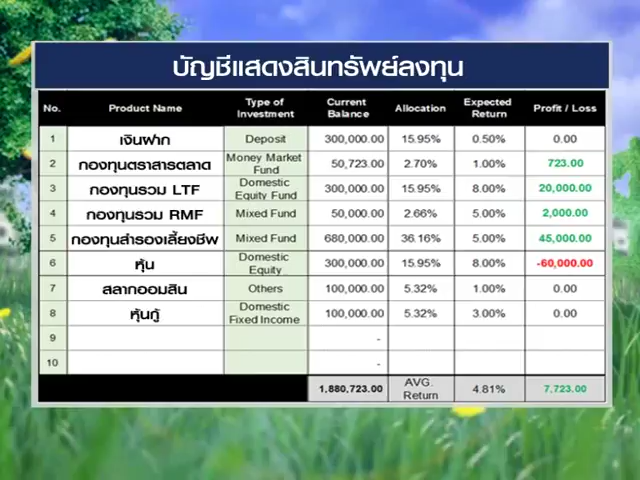 บัญชีแสดงสินทรัพย์ลงทุน
No. Product Name Type of Investment Current Balance Allocation Expected Return Profit / Loss
1 เงินฝาก Deposit 300,000.00 15.95% 0.50% 0.00
2 กองทุนตราสารตลาด Money Market Fund 50,723.00 2.70% 1.00% 723.00
3 กองทุนรวม LTF Domestic Equity Fund 300,000.00 15.95% 8.00% 20,000.00
4 กองทุนรวม RMF Mixed Fund 50,000.00 2.66% 5.00% 2,000.00
5 กองทุนสำรองเลี้ยงชีพ Mixed Fund 680,000.00 36.16% 5.00% 45,000.00
6 หุ้น Domestic Equity 300,000.00 15.95% 8.00% -60,000.00
7 สลากออมสิน Others 100,000.00 5.32% 1.00% 0.00
8 หุ้นกู้ Domestic Fixed Income 100,000.00 5.32% 3.00% 0.00
9 -
10 -
1,880,723.00 AVG. Return 4.81% 7,723.00